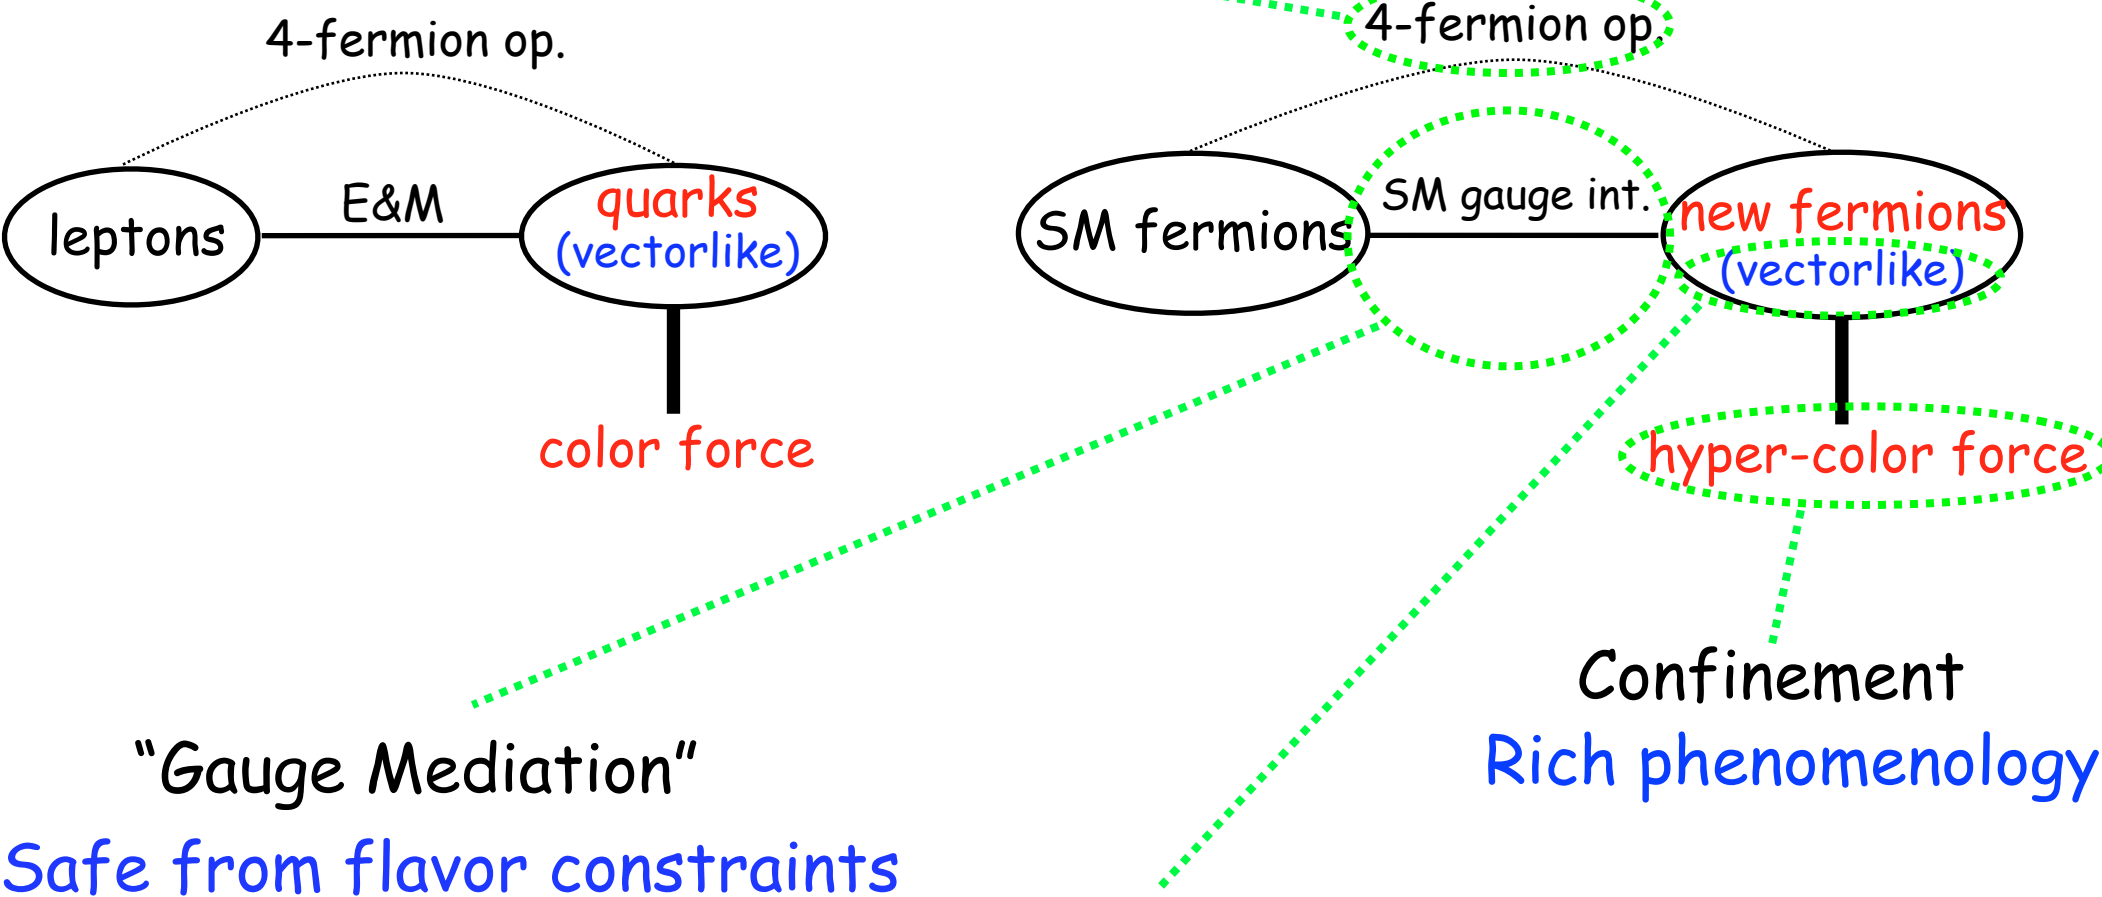 4-fermion op.
leptons
E&M
quarks
(vectorlike)
color force
4-fermion op.
SM fermions
SM gauge int.
new fermions
(vectorlike)
hyper-color force
Confinement
Rich phenomenology
“Gauge Mediation”
Safe from flavor constraints